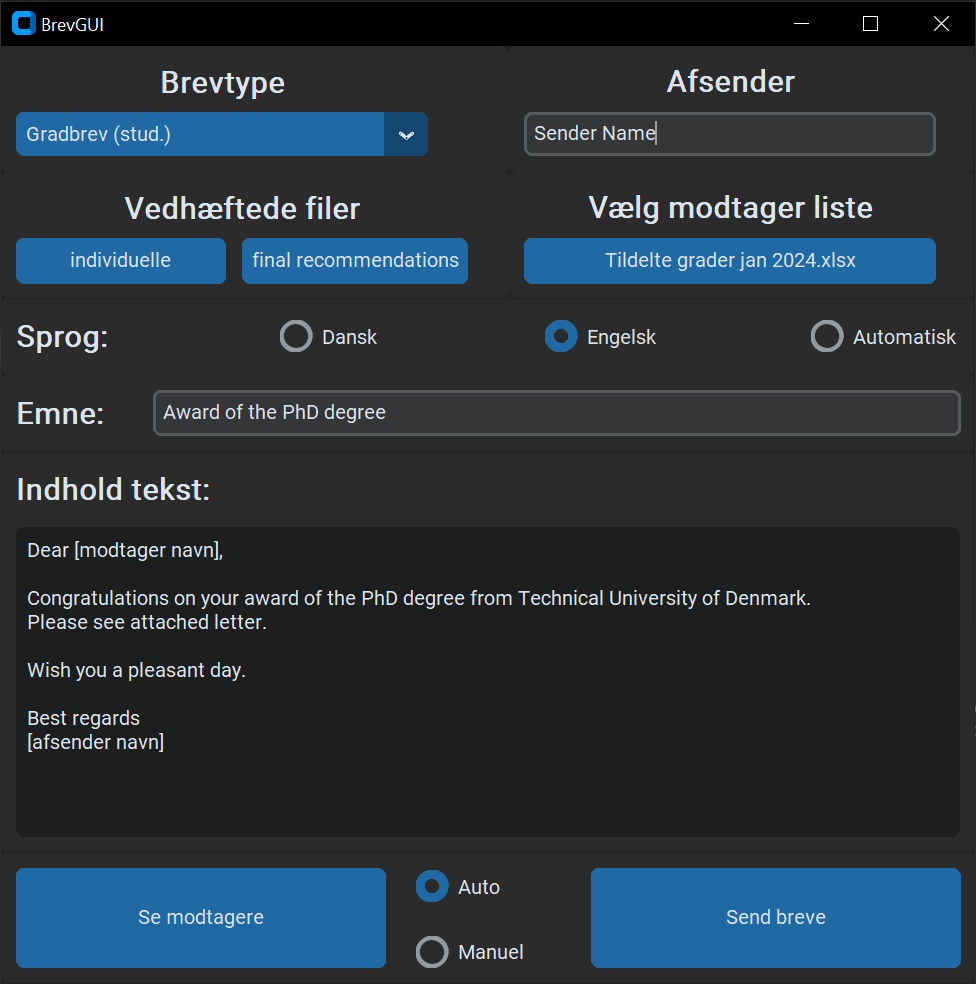 BrevGUI
Brevtype
Afsender
Gradbrev (stud.)
Sender Name
Vedhæftede filer
Vælg modtager liste
individuelle
final recommendations
Tildelte grader jan 2024.xlsx
Sprog:
Dansk
Engelsk
Automatisk
Emne:
Award of the PhD degree
Indhold tekst:
Dear [modtager navn],
Congratulations on your award of the PhD degree from Technical University of Denmark.
Please see attached letter.
Wish you a pleasant day.
Best regards
[afsender navn]
Se modtagere
Auto
Manuel
Send breve